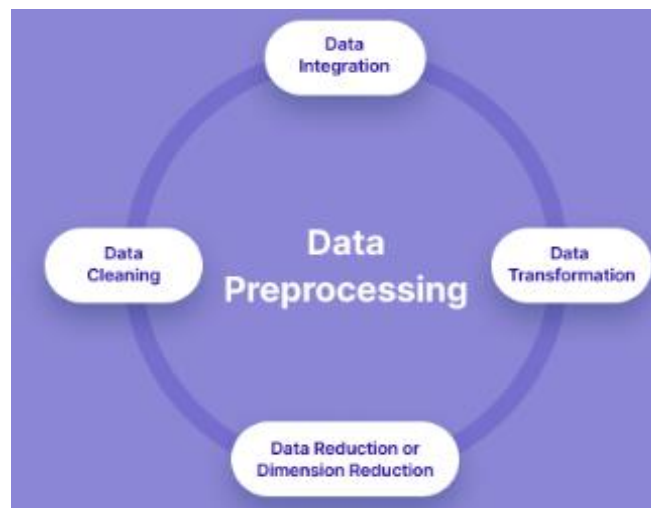 Data
Integration
Data
Cleaning
Data
Preprocessing
Data
Transformation
Data Reduction or
Dimension Reduction